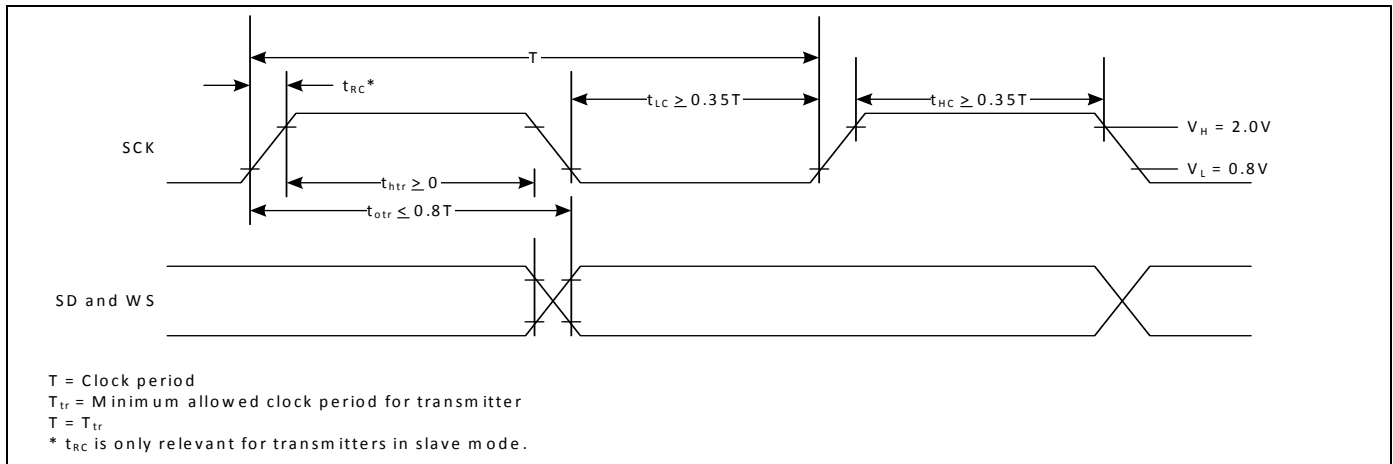 T
tRC*
tLC ≥ 0.35T
tHC ≥ 0.35T
SCK
VH = 2.0V
thtr ≥ 0
VL = 0.8V
totr ≤ 0.8T
SD and WS
T = Clock period
Ttr = Minimum allowed clock period for transmitter
T = Ttr
* tRC is only relevant for transmitters in slave mode.